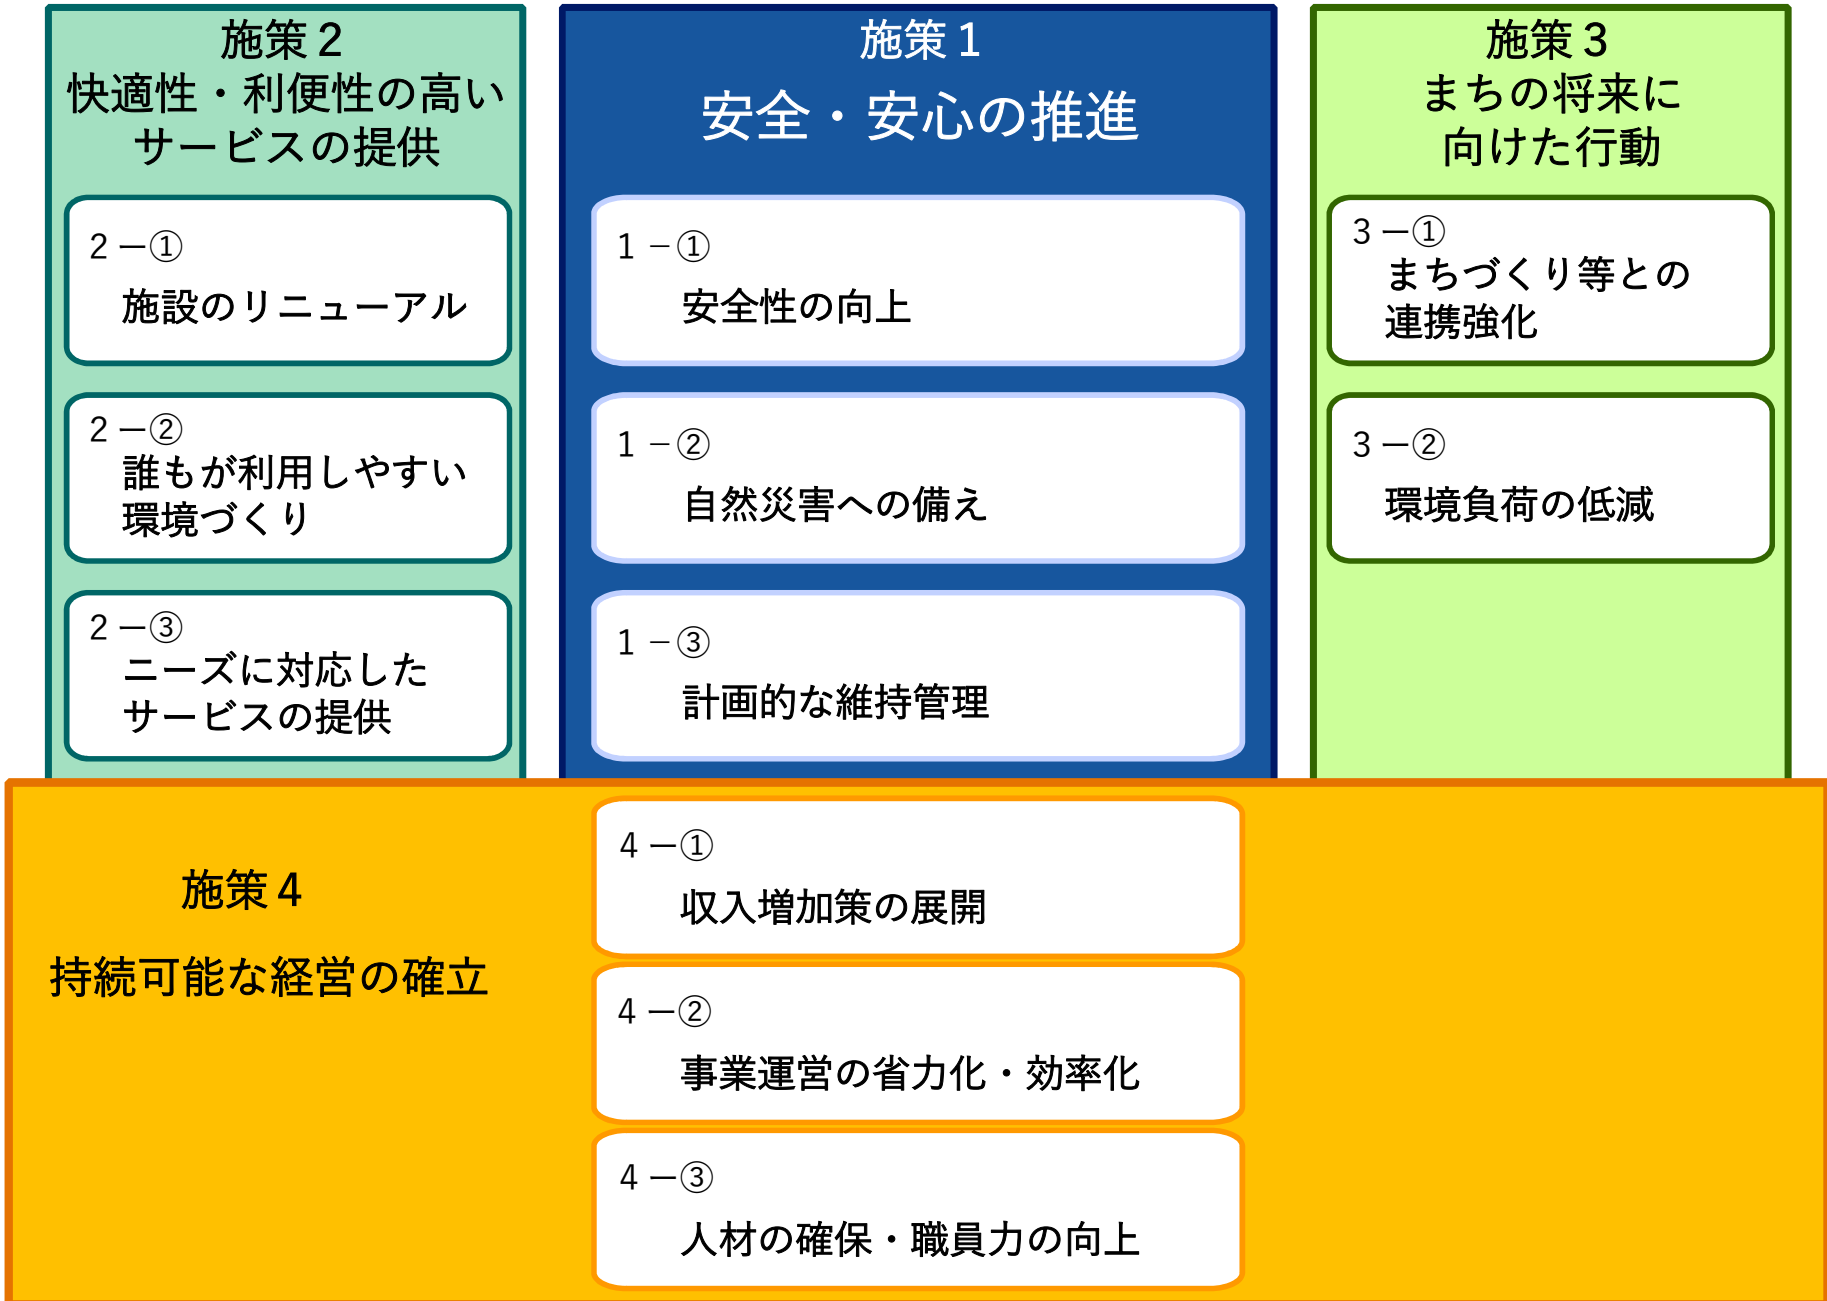 施策２
快適性・利便性の高い
サービスの提供
２－①
施設のリニューアル
２－②
誰もが利用しやすい
環境づくり
２－③
ニーズに対応した
サービスの提供
施策１
安全・安心の推進
１－①
安全性の向上
１－②
自然災害への備え
１－③
計画的な維持管理
施策３
まちの将来に
向けた行動
３－①
まちづくり等との
連携強化
３－②
環境負荷の低減
施策４
持続可能な経営の確立
４－①
収入増加策の展開
４－②
事業運営の省力化・効率化
４－③
人材の確保・職員力の向上